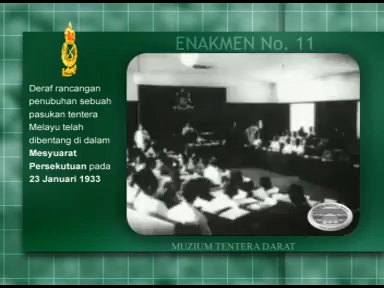 ENAKMEN No. 11
Deraf rancangan
penubuhan sebuah
pasukan tentera
Melayu telah
dibentang di dalam
Mesyuarat
Persekutuan pada
23 Januari 1933
MUZIUM TENTERA DARAT